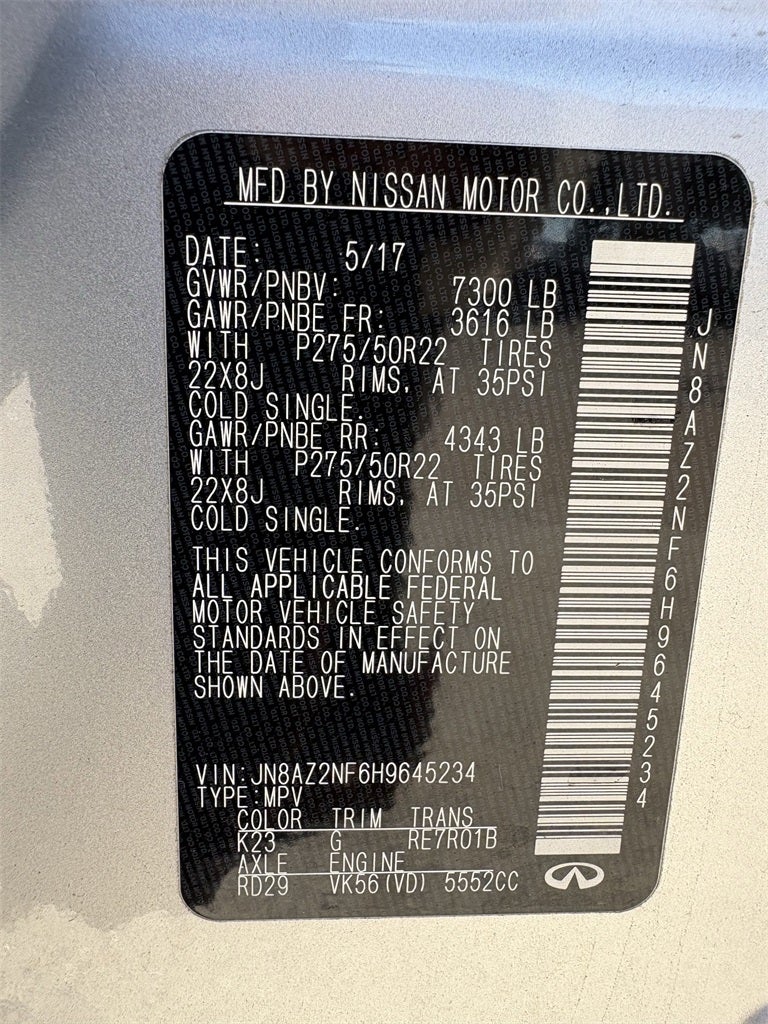 MFD BY NISSAN MOTOR CO.,LTD.
DATE: 5/17
GVWR/PNBV: 7300 LB
GAWR/PNBE FR: 3616 LB
WITH P275/50R22 TIRES
22X8J RIMS, AT 35PSI
COLD SINGLE.
GAWR/PNBE RR: 4343 LB
WITH P275/50R22 TIRES
22X8J RIMS, AT 35PSI
COLD SINGLE.
THIS VEHICLE CONFORMS TO
ALL APPLICABLE FEDERAL
MOTOR VEHICLE SAFETY
STANDARDS IN EFFECT ON
THE DATE OF MANUFACTURE
SHOWN ABOVE.
VIN:JN8AZ2NF6H9645234
TYPE:MPV
COLOR TRIM TRANS
K23 G RE7R01B
AXLE ENGINE
RD29 VK56(VD) 5552CC
JN8AZ2NF6H9645234